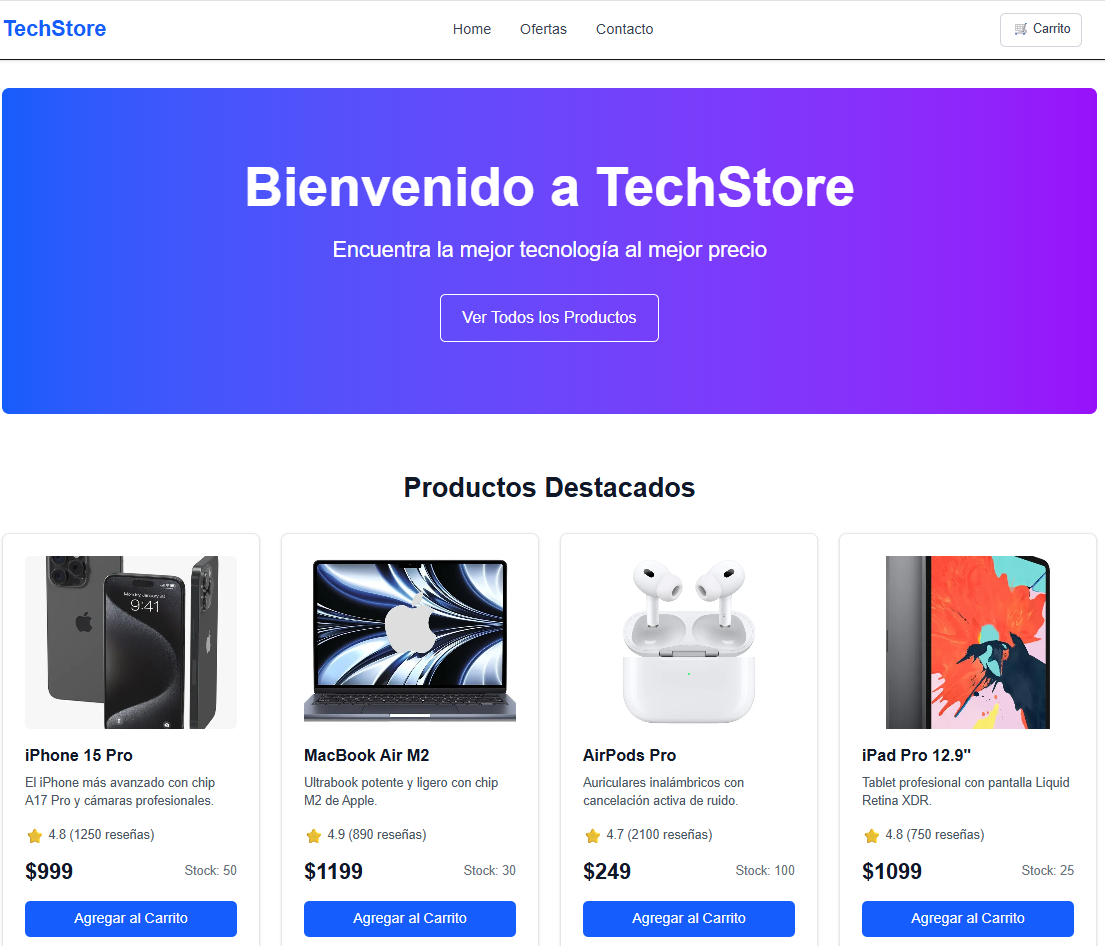 TechStore
Home
Ofertas
Contacto
🛒 Carrito
Bienvenido a TechStore
Encuentra la mejor tecnología al mejor precio
Ver Todos los Productos
Productos Destacados
9:41
iPhone 15 Pro
El iPhone más avanzado con chip
A17 Pro y cámaras profesionales.
⭐ 4.8 (1250 reseñas)
$999
Stock: 50
Agregar al Carrito
MacBook Air M2
Ultrabook potente y ligero con chip
M2 de Apple.
⭐ 4.9 (890 reseñas)
$1199
Stock: 30
Agregar al Carrito
AirPods Pro
Auriculares inalámbricos con
cancelación activa de ruido.
⭐ 4.7 (2100 reseñas)
$249
Stock: 100
Agregar al Carrito
iPad Pro 12.9"
Tablet profesional con pantalla Liquid
Retina XDR.
⭐ 4.8 (750 reseñas)
$1099
Stock: 25
Agregar al Carrito